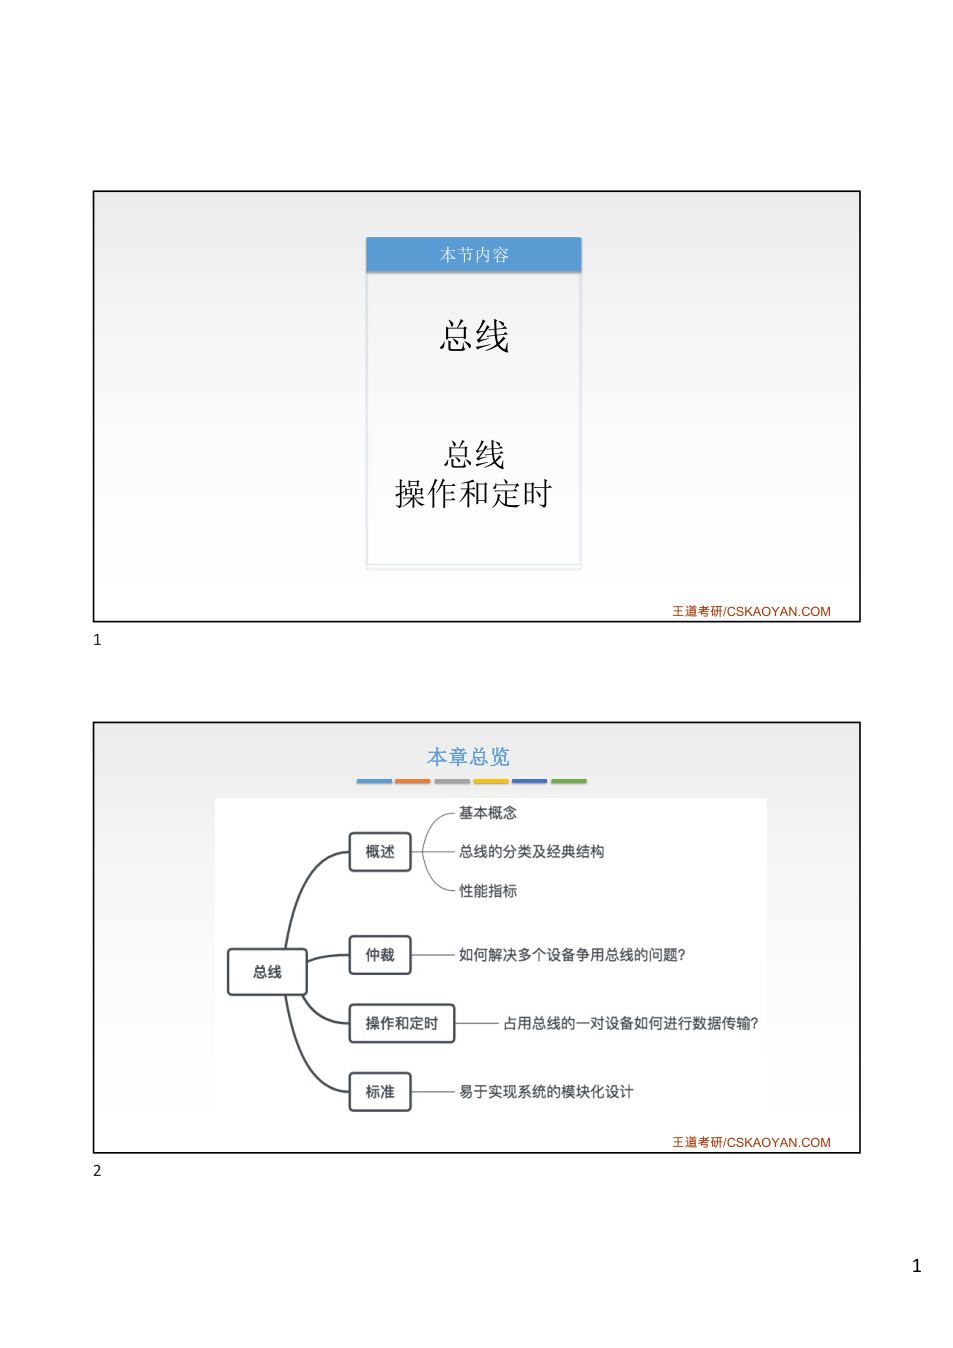 本节内容
总线
总线
操作和定时
王道考研/CSKAOYAN.COM
1
本章总览
基本概念
概述
总线的分类及经典结构
性能指标
仲裁
如何解决多个设备争用总线的问题?
总线
操作和定时
占用总线的一对设备如何进行数据传输?
标准
易于实现系统的模块化设计
王道考研/CSKAOYAN.COM
2
1